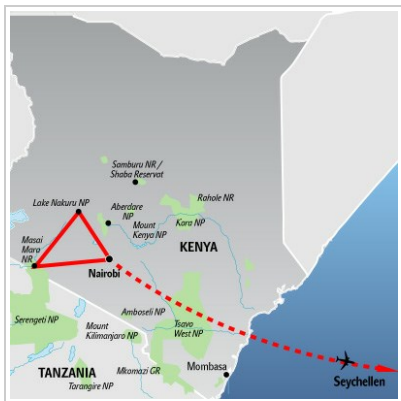 Samburu NR /
Shaba Reservat
Lake Nakuru NP
Aberdare
NP
Rahole NR
Mount
Kenya NP
Kora NP
Masai
Mara
NR
KENYA
Nairobi
Serengeti NP
Amboseli NP
Mount
Kilimanjaro NP
Tsavo
West NP
TANZANIA
Mkomazi GR
Mombasa
Tarangire NP
Seychellen